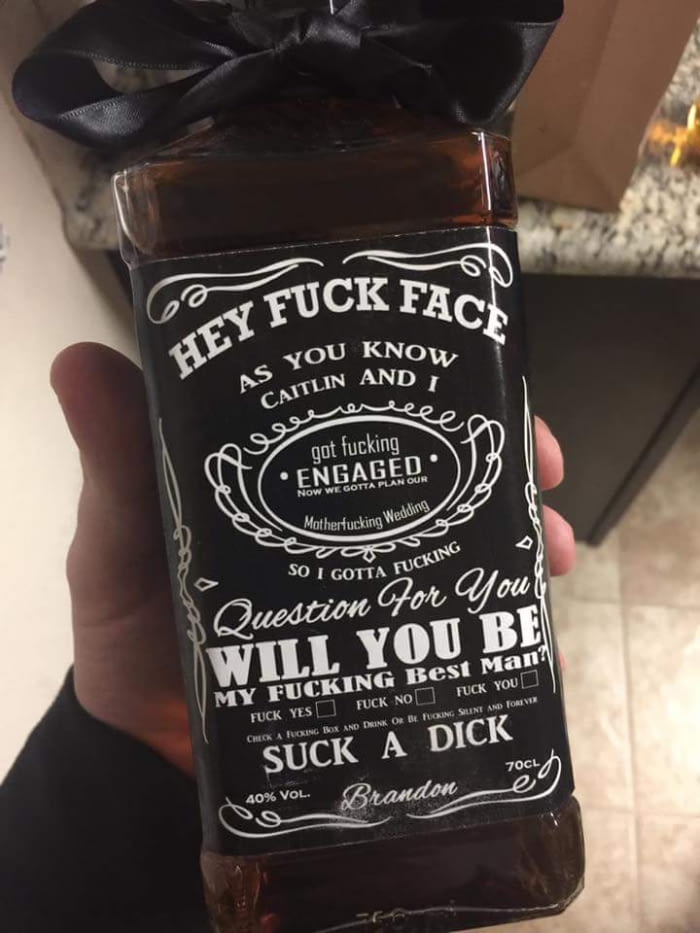 HEY FUCK FACE
AS YOU KNOW
CAITLIN AND I
got fucking
• ENGAGED •
NOW WE GOTTA PLAN OUR
Motherfucking Wedding
SO I GOTTA FUCKING
Question For You
WILL YOU BE
MY FUCKING Best Man?
FUCK YES FUCK NO FUCK YOU
CHECK A FUCKING BOX AND DRINK OR BE FUCKING SILENT AND FOREVER
SUCK A DICK
40% VOL. Brandon 70CL